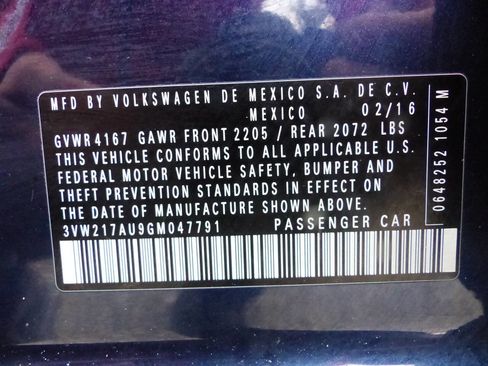 MFD BY VOLKSWAGEN DE MEXICO S.A. DE C.V.
MEXICO 02/16
GVWR 4167 GAWR FRONT 2205 / REAR 2072 LBS
THIS VEHICLE CONFORMS TO ALL APPLICABLE U.S.
FEDERAL MOTOR VEHICLE SAFETY, BUMPER AND
THEFT PREVENTION STANDARDS IN EFFECT ON
THE DATE OF MANUFACTURE SHOWN ABOVE.
3VW217AU9GM047791 PASSENGER CAR
0648252 1054 M